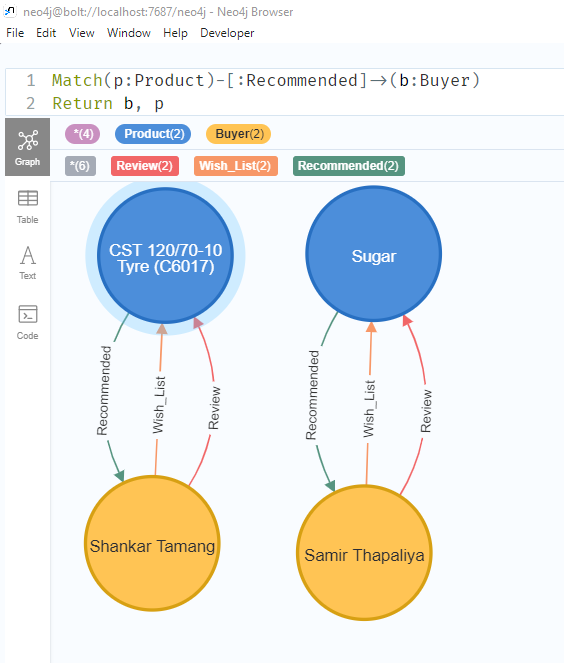 neo4j@bolt://localhost:7687/neo4j - Neo4j Browser
File Edit View Window Help Developer
1 Match(p:Product)-[:Recommended]->(b:Buyer)
2 Return b, p
Graph
*(4) Product(2) Buyer(2)
*(6) Review(2) Wish_List(2) Recommended(2)
Table
Text
Code
CST 120/70-10
Tyre (C6017)
Sugar
Recommended
Wish_List
Review
Recommended
Wish_List
Review
Shankar Tamang
Samir Thapaliya